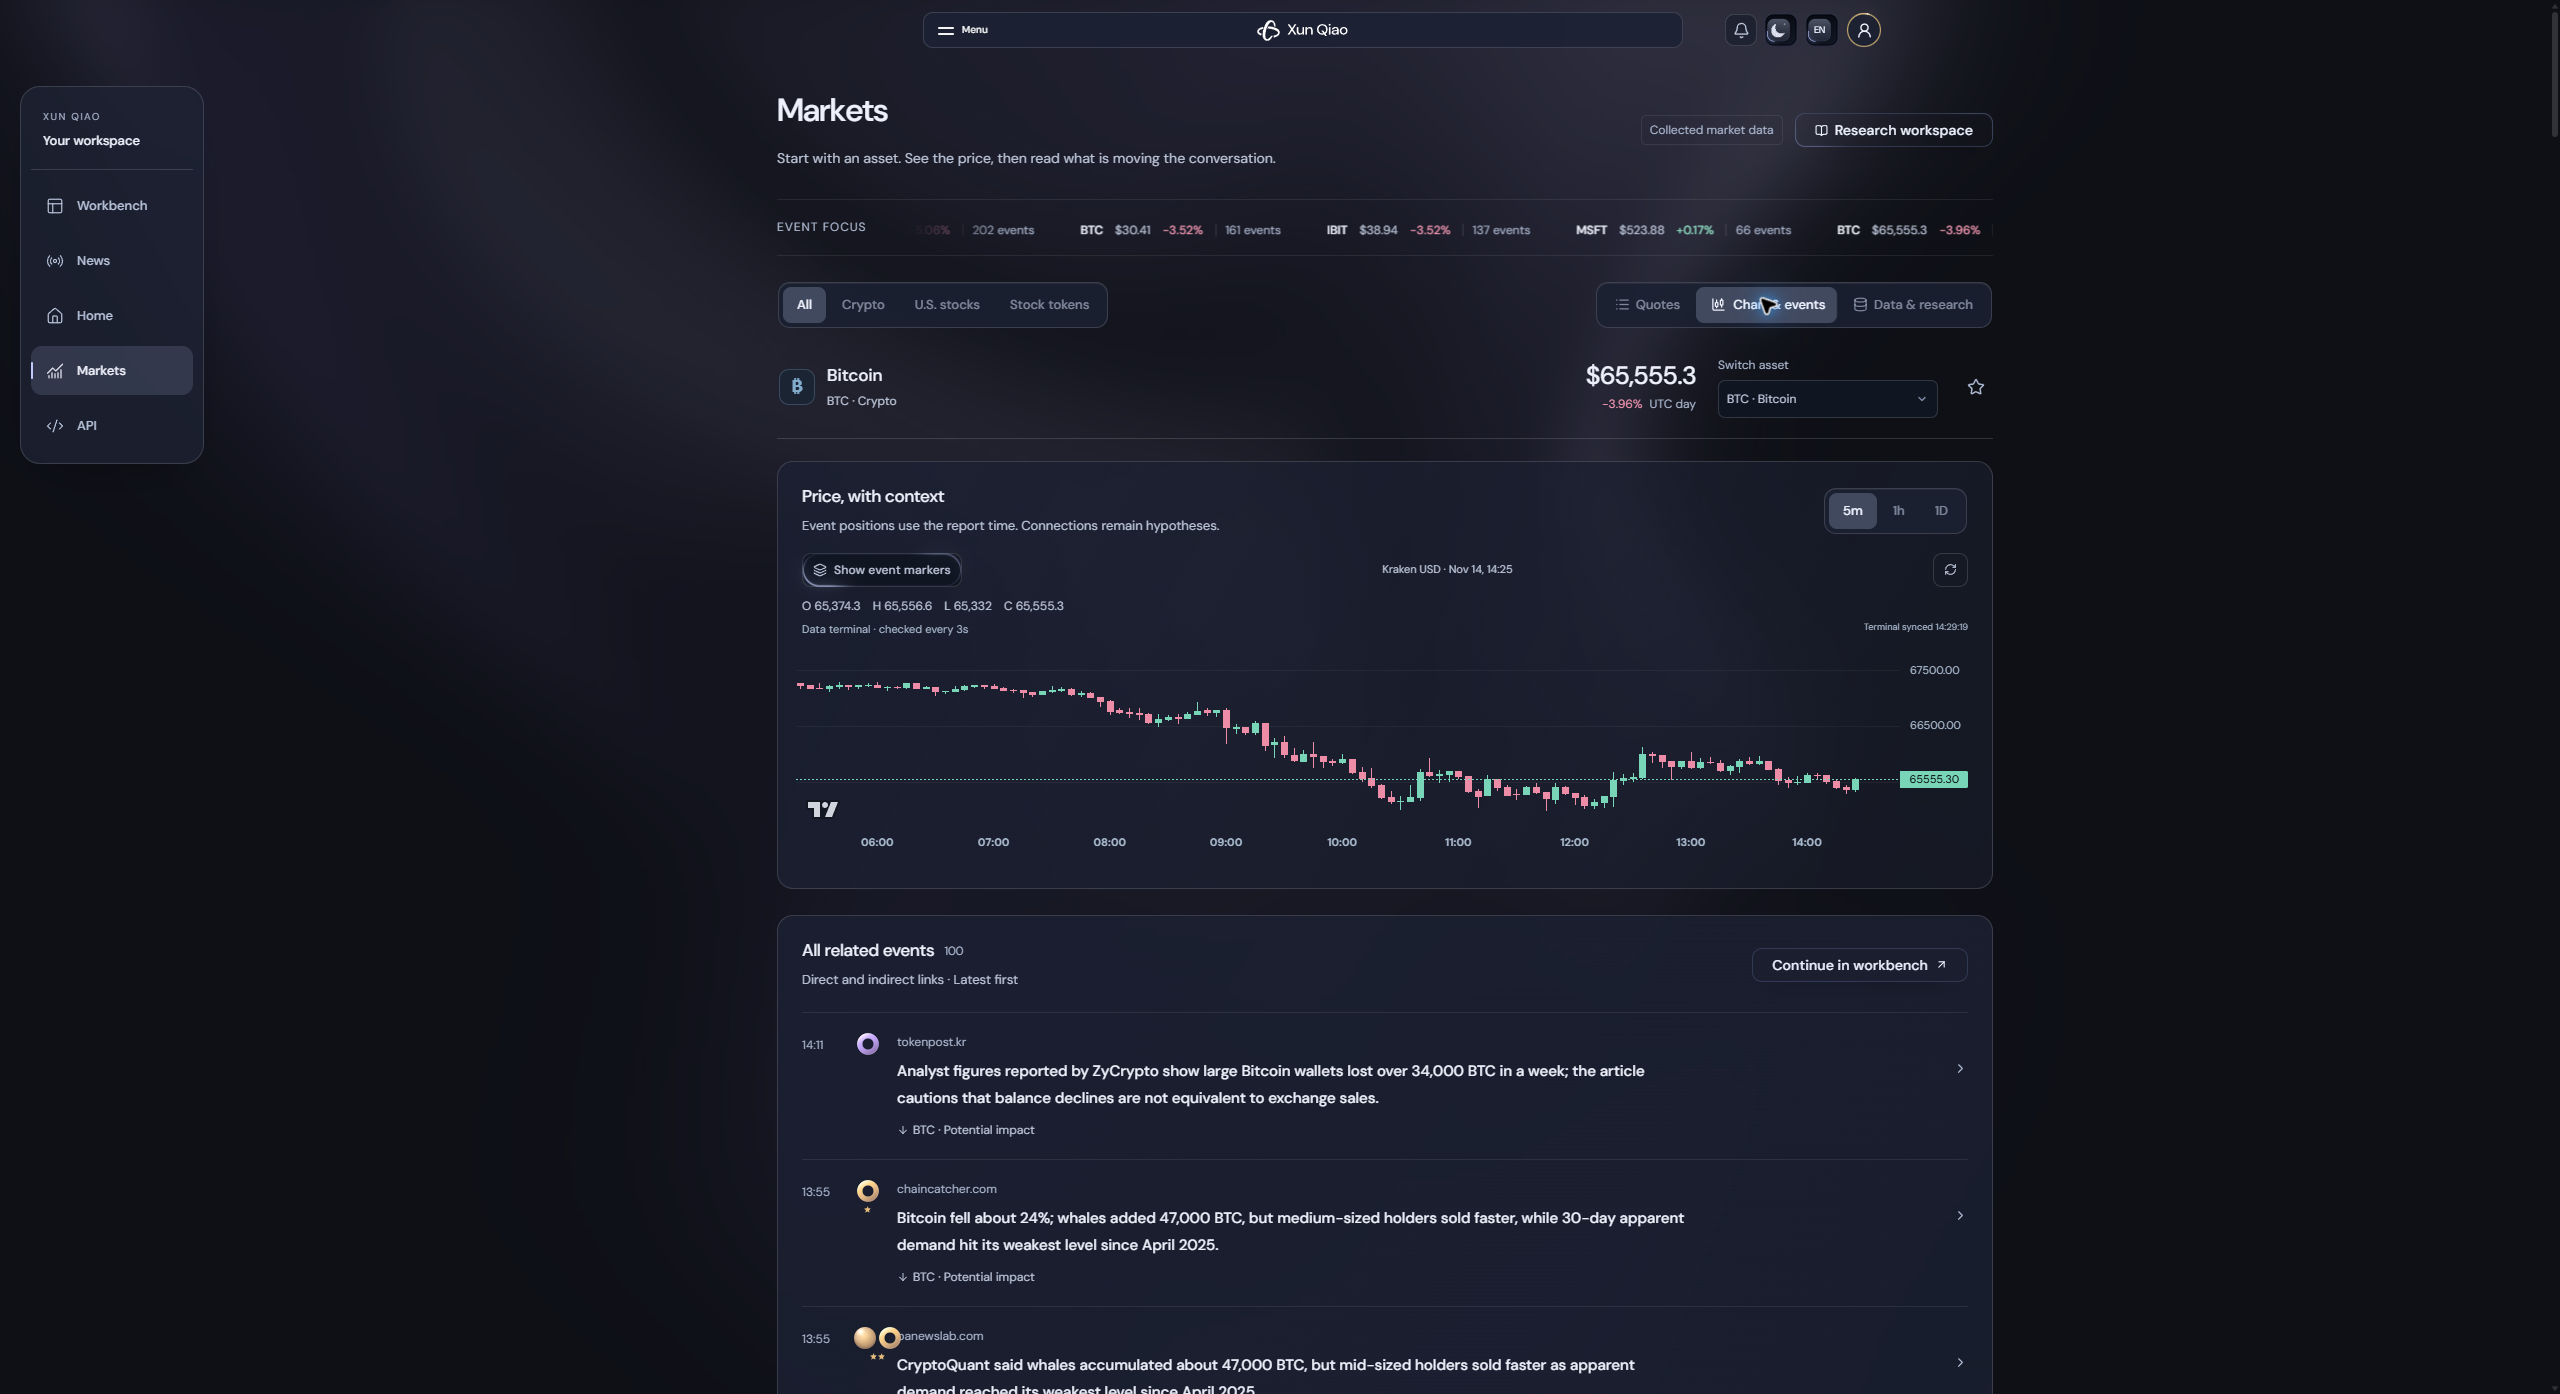 Menu
Xun Qiao
EN
XUN QIAO
Your workspace
Workbench
News
Home
Markets
API
Markets
Start with an asset. See the price, then read what is moving the conversation.
Collected market data
Research workspace
EVENT FOCUS
5.06% 202 events BTC $30.41 -3.52% 161 events IBIT $38.94 -3.52% 137 events MSFT $523.88 +0.17% 66 events BTC $65,555.3 -3.96%
All Crypto U.S. stocks Stock tokens
Quotes & events Data & research
Bitcoin
BTC · Crypto
$65,555.3
-3.96% UTC day
Switch asset
BTC · Bitcoin
Price, with context
Event positions use the report time. Connections remain hypotheses.
5m 1h 1D
Show event markers
Kraken USD · Nov 14, 14:25
O 65,374.3 H 65,556.6 L 65,332 C 65,555.3
Data terminal · checked every 3s
Terminal synced 14:29:19
67500.00
66500.00
65555.30
06:00 07:00 08:00 09:00 10:00 11:00 12:00 13:00 14:00
All related events 100
Direct and indirect links · Latest first
Continue in workbench
14:11
tokenpost.kr
Analyst figures reported by ZyCrypto show large Bitcoin wallets lost over 34,000 BTC in a week; the article
cautions that balance declines are not equivalent to exchange sales.
↓ BTC · Potential impact
13:55
chaincatcher.com
Bitcoin fell about 24%; whales added 47,000 BTC, but medium-sized holders sold faster, while 30-day apparent
demand hit its weakest level since April 2025.
↓ BTC · Potential impact
13:55
panewslab.com
CryptoQuant said whales accumulated about 47,000 BTC, but mid-sized holders sold faster as apparent
demand reached its weakest level since April 2025.